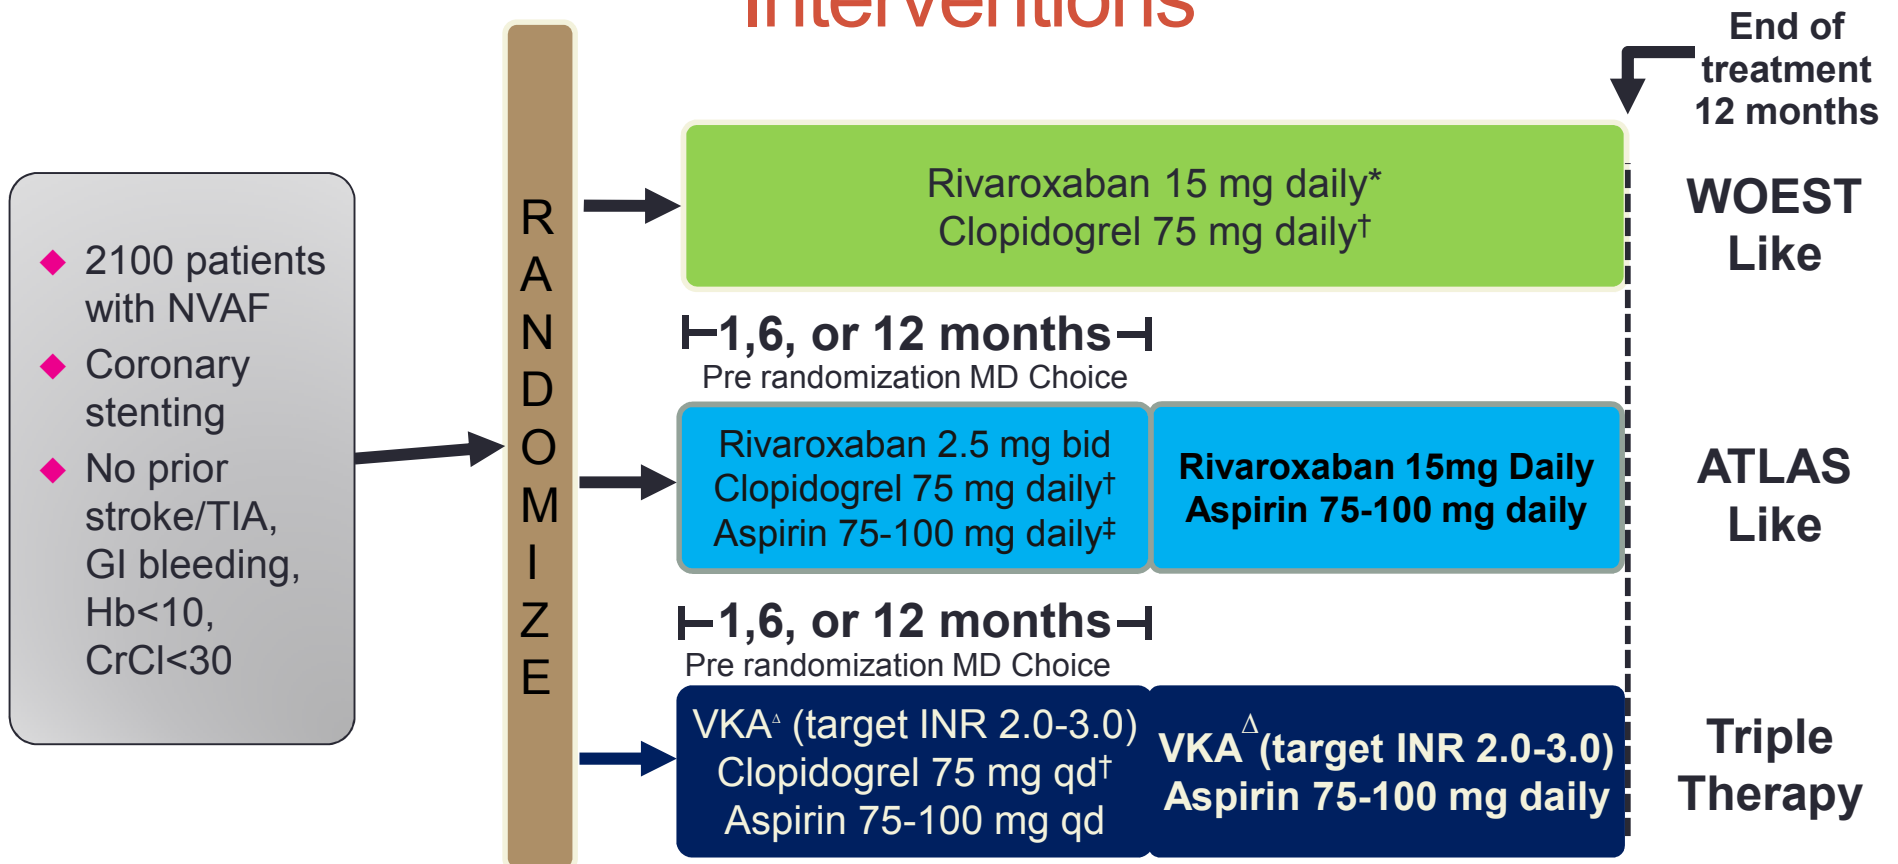 Interventions
End of
treatment
12 months
◆ 2100 patients
with NVAF
◆ Coronary
stenting
◆ No prior
stroke/TIA,
GI bleeding,
Hb<10,
CrCl<30
R
A
N
D
O
M
I
Z
E
Rivaroxaban 15 mg daily*
Clopidogrel 75 mg daily†
WOEST
Like
1,6, or 12 months
Pre randomization MD Choice
Rivaroxaban 2.5 mg bid
Clopidogrel 75 mg daily†
Aspirin 75-100 mg daily‡
Rivaroxaban 15mg Daily
Aspirin 75-100 mg daily
ATLAS
Like
1,6, or 12 months
Pre randomization MD Choice
VKAΔ (target INR 2.0-3.0)
Clopidogrel 75 mg qd†
Aspirin 75-100 mg qd
VKAΔ (target INR 2.0-3.0)
Aspirin 75-100 mg daily
Triple
Therapy